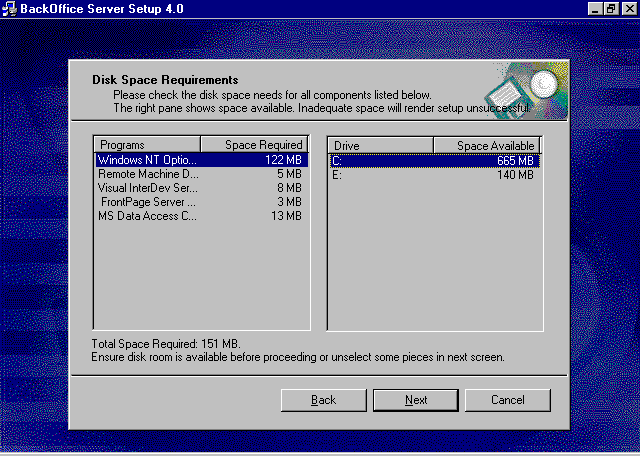 BackOffice Server Setup 4.0
Disk Space Requirements
Please check the disk space needs for all components listed below.
The right pane shows space available. Inadequate space will render setup unsuccessful.
Programs Space Required
Windows NT Optio... 122 MB
Remote Machine D... 5 MB
Visual InterDev Ser... 8 MB
FrontPage Server ... 3 MB
MS Data Access C... 13 MB
Drive Space Available
C: 665 MB
E: 140 MB
Total Space Required: 151 MB.
Ensure disk room is available before proceeding or unselect some pieces in next screen.
Back Next Cancel